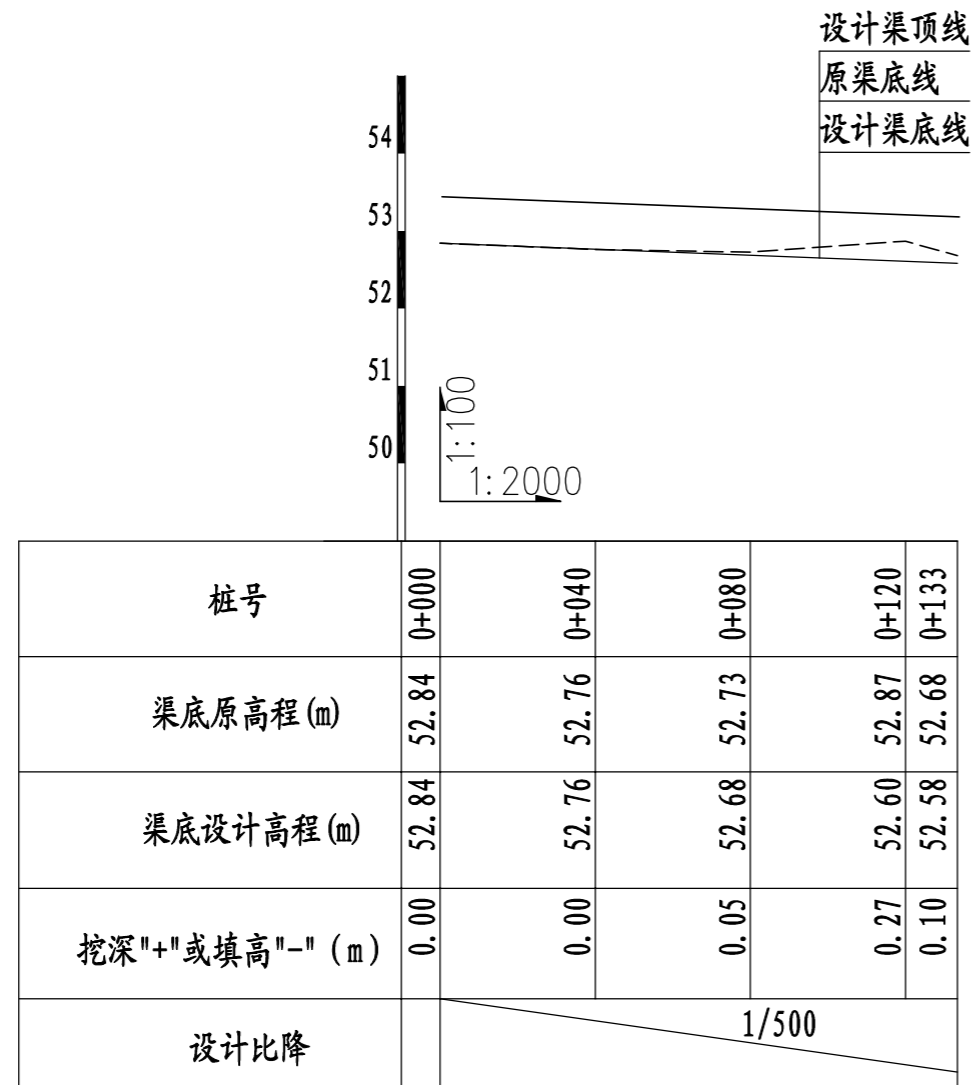 设计渠顶线
原渠底线
设计渠底线
54
53
52
51
50
1:100
1:2000
桩号 0+000 0+040 0+080 0+120 0+133
渠底原高程(m) 52.84 52.76 52.73 52.87 52.68
渠底设计高程(m) 52.84 52.76 52.68 52.60 52.58
挖深"+"或填高"-"(m) 0.00 0.00 0.05 0.27 0.10
设计比降 1/500